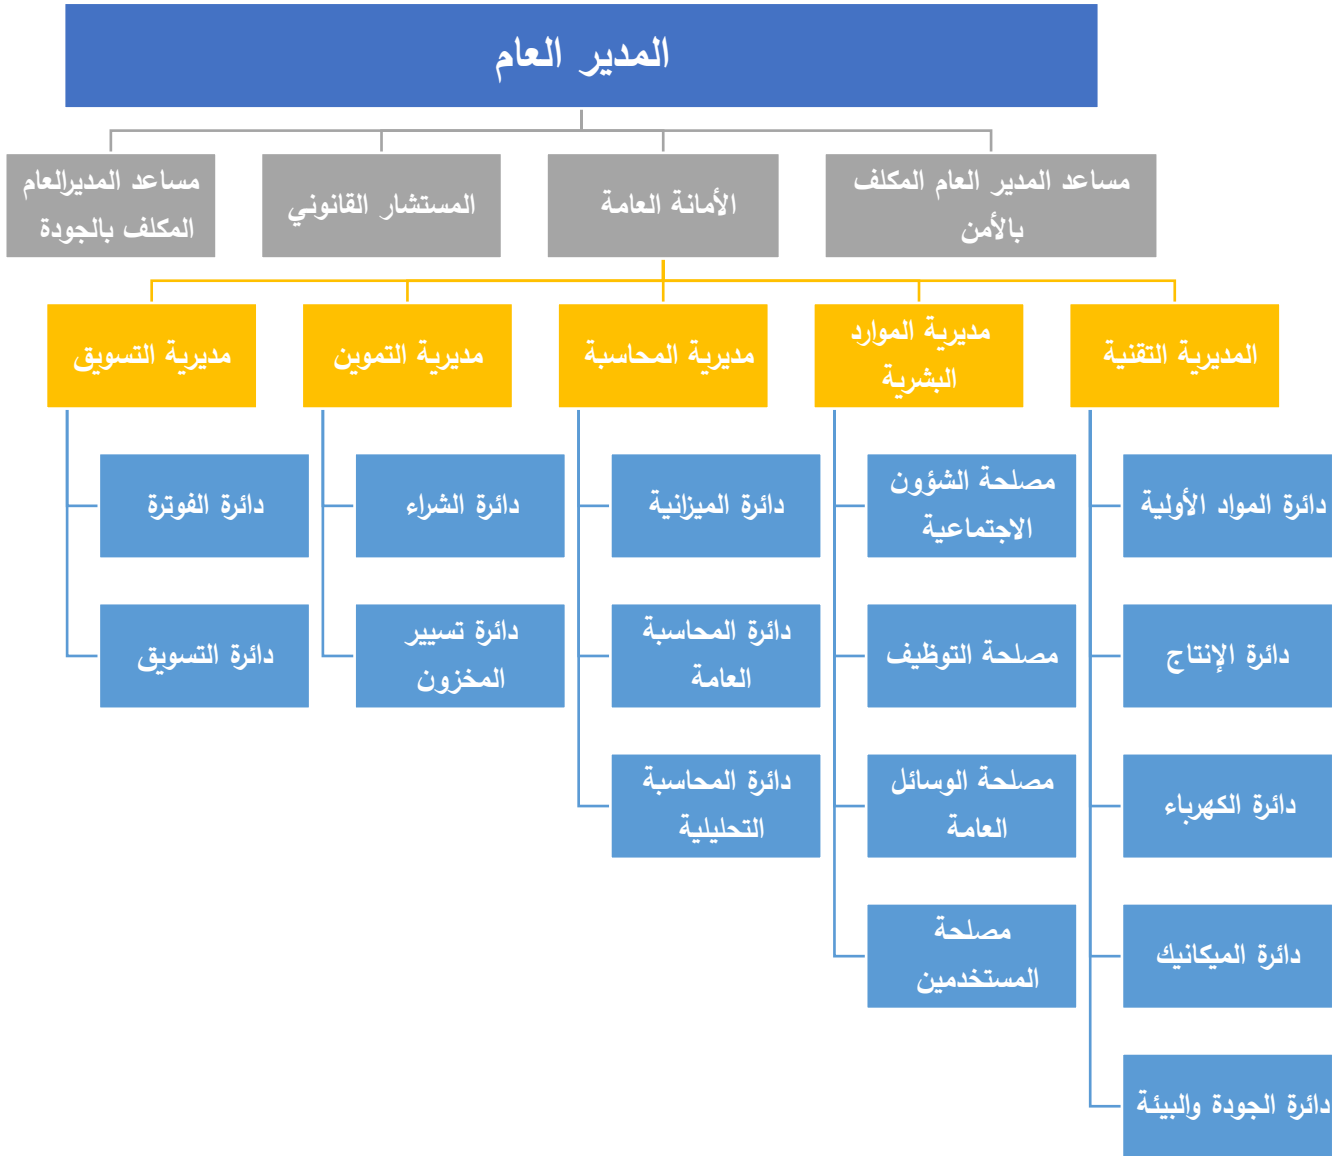 المدير العام
مساعد المدير العام المكلف
بالأمن
الأمانة العامة
المستشار القانوني
مساعد المديرالعام
المكلف بالجودة
المديرية التقنية
مديرية الموارد
البشرية
مديرية المحاسبة
مديرية التموين
مديرية التسويق
دائرة المواد الأولية
مصلحة الشؤون
الاجتماعية
دائرة الميزانية
دائرة الشراء
دائرة الفوترة
دائرة الإنتاج
مصلحة التوظيف
دائرة المحاسبة
العامة
دائرة تسيير
المخزون
دائرة التسويق
دائرة الكهرباء
مصلحة الوسائل
العامة
دائرة المحاسبة
التحليلية
دائرة الميكانيك
مصلحة
المستخدمين
دائرة الجودة والبيئة